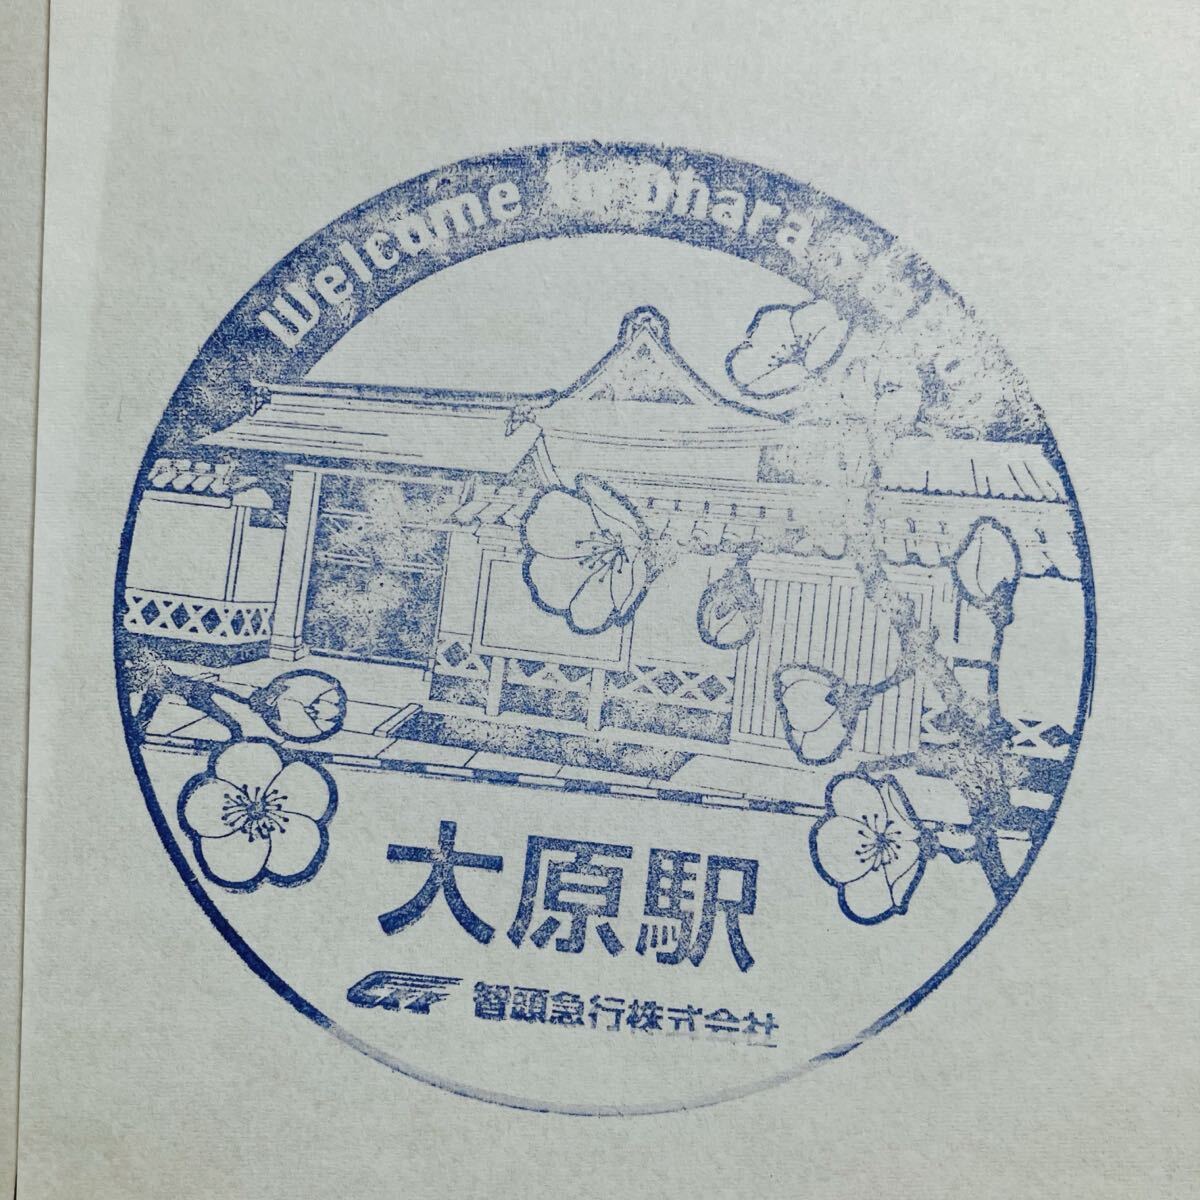 Welcome to Ohara
大原駅
智頭急行株式会社